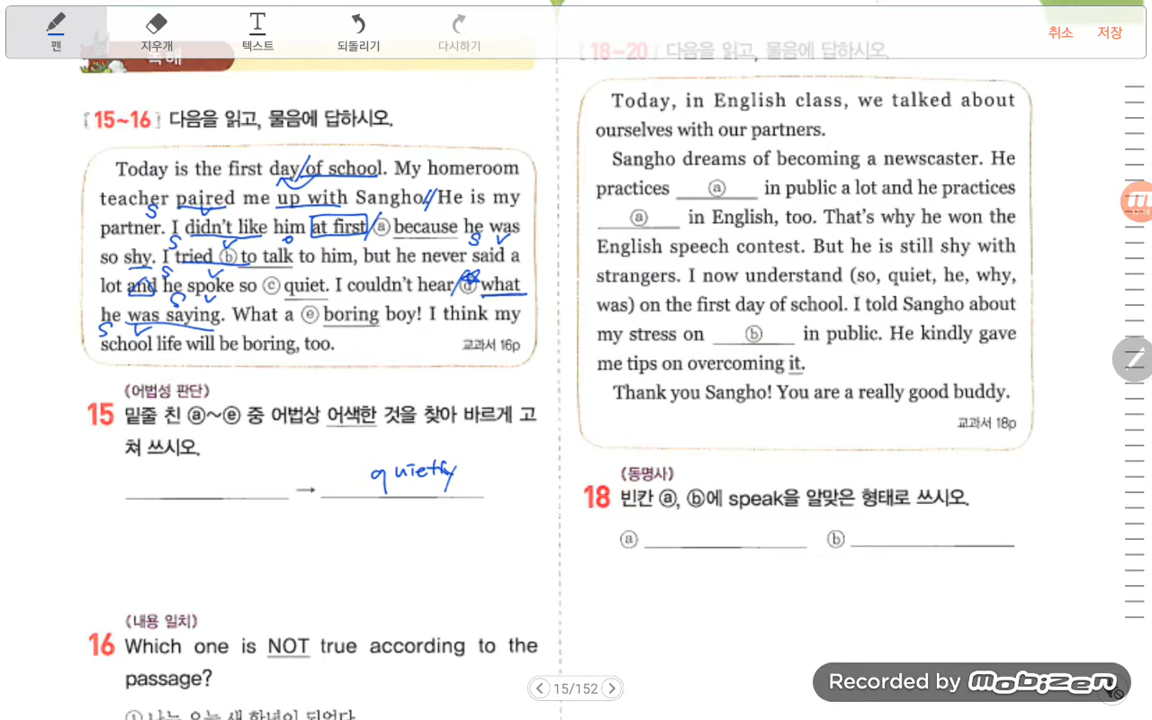 펜
지우개
텍스트
되돌리기
다시하기
취소
저장
[15~16] 다음을 읽고, 물음에 답하시오.
Today is the first day of school. My homeroom
teacher paired me up with Sangho. He is my
partner. I didn't like him at first ⓐ because he was
so shy. I tried ⓑ to talk to him, but he never said a
lot and he spoke so ⓒ quiet. I couldn't hear ⓓ what
he was saying. What a ⓔ boring boy! I think my
school life will be boring, too.
교과서 16p
(어법성 판단)
15 밑줄 친 ⓐ~ⓔ 중 어법상 어색한 것을 찾아 바르게 고
쳐 쓰시오.
→ quietly
(내용 일치)
16 Which one is NOT true according to the
passage?
① 나는 오늘 새 학년이 되었다.
[18~20] 다음을 읽고, 물음에 답하시오.
Today, in English class, we talked about
ourselves with our partners.
Sangho dreams of becoming a newscaster. He
practices ⓐ in public a lot and he practices
ⓐ in English, too. That's why he won the
English speech contest. But he is still shy with
strangers. I now understand (so, quiet, he, why,
was) on the first day of school. I told Sangho about
my stress on ⓑ in public. He kindly gave
me tips on overcoming it.
Thank you Sangho! You are a really good buddy.
교과서 18p
(동명사)
18 빈칸 ⓐ, ⓑ에 speak을 알맞은 형태로 쓰시오.
ⓐ ⓑ
15/152
Recorded by mobizen